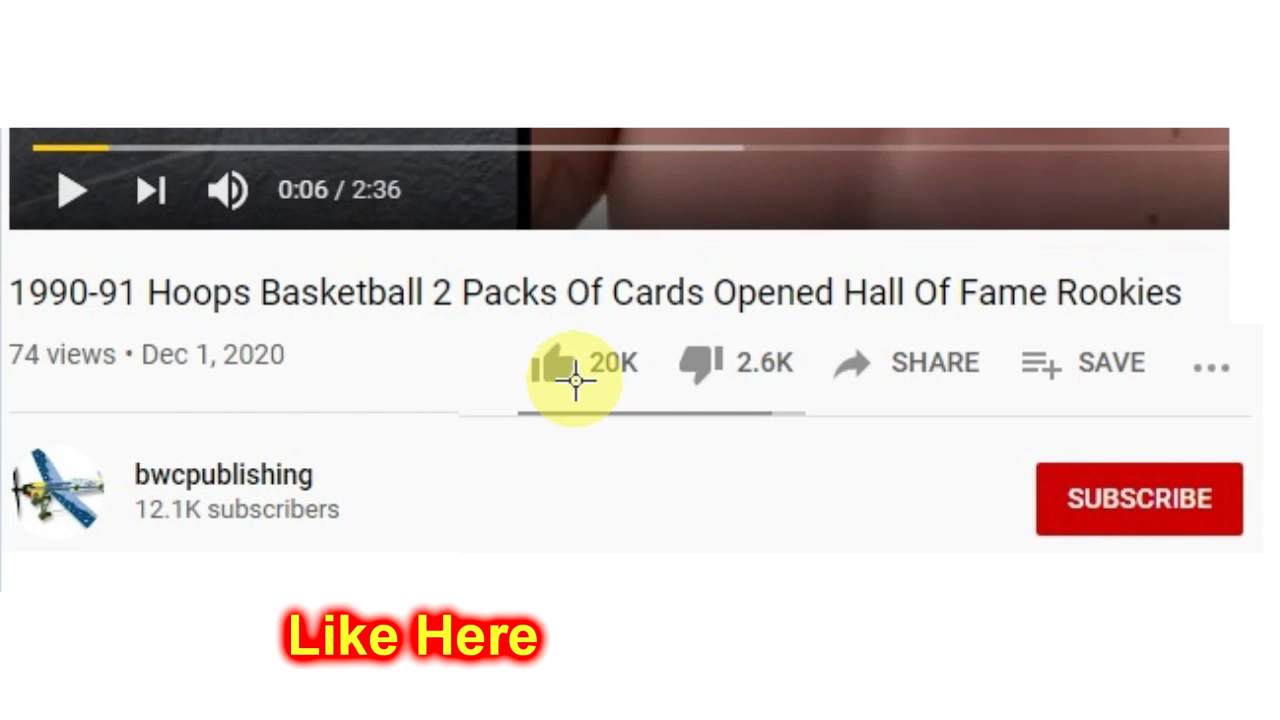 0:06 / 2:36
1990-91 Hoops Basketball 2 Packs Of Cards Opened Hall Of Fame Rookies
74 views • Dec 1, 2020
20K 2.6K SHARE SAVE
bwcpublishing
12.1K subscribers
SUBSCRIBE
Like Here